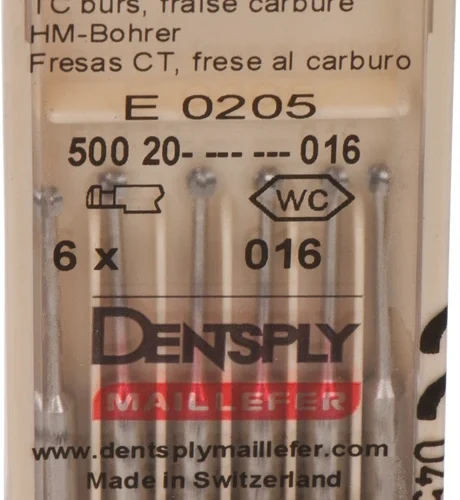 TC burs, fraise carbure
HM-Bohrer
Fresas CT, frese al carburo
E 0205
500 20- --- --- --- 016
WC
6 x 016
DENTSPLY
MAILLEFER
www.dentsplymaillefer.com
Made in Switzerland